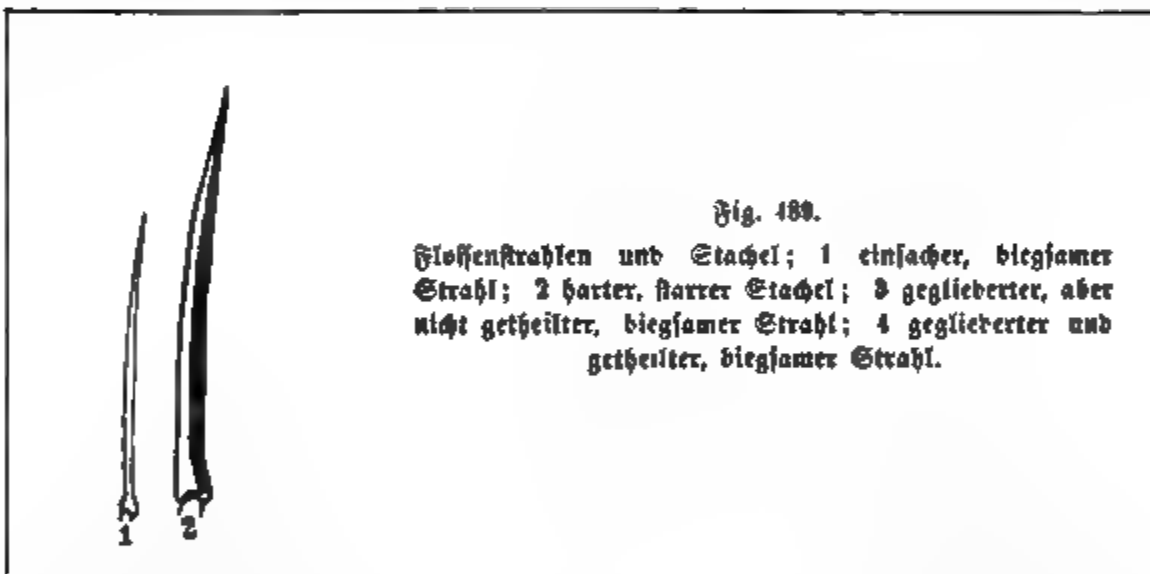 Fig. 489.
Flossenstrahlen und Stachel; 1 einfacher, biegsamer
Strahl; 2 harter, starrer Stachel; 3 gegliederter, aber
nicht getheilter, biegsamer Strahl; 4 gegliederter und
getheilter, biegsamer Strahl.
1
2